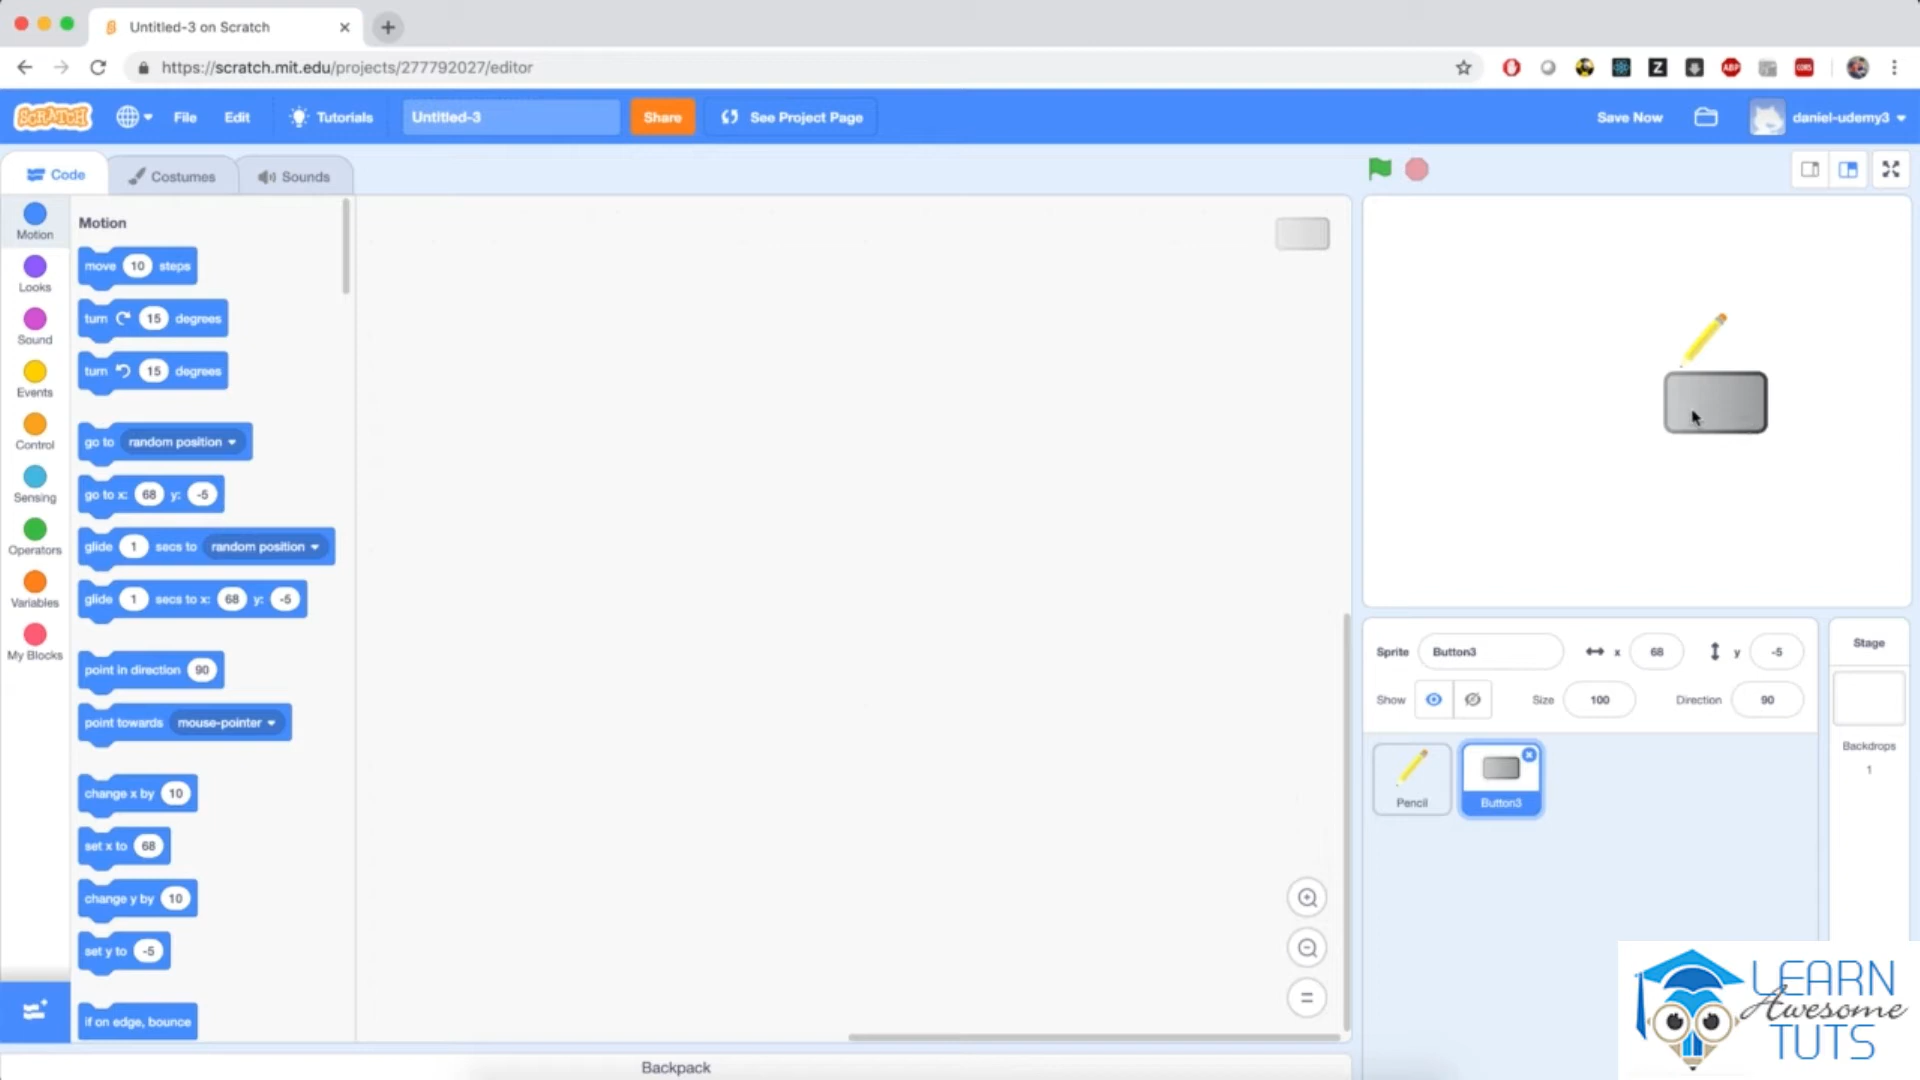 Untitled-3 on Scratch
https://scratch.mit.edu/projects/277792027/editor
Z
ABP
CORS
SCRATCH
File
Edit
Tutorials
Untitled-3
Share
See Project Page
Save Now
daniel-udemy3
Code
Costumes
Sounds
Motion
Looks
Sound
Events
Control
Sensing
Operators
Variables
My Blocks
Motion
move 10 steps
turn 15 degrees
turn 15 degrees
go to random position
go to x: 68 y: -5
glide 1 secs to random position
glide 1 secs to x: 68 y: -5
point in direction 90
point towards mouse-pointer
change x by 10
set x to 68
change y by 10
set y to -5
if on edge, bounce
Backpack
Sprite Button3 x 68 y -5
Show Size 100 Direction 90
Pencil
Button3
Stage
Backdrops
1
LEARN
Awesome
TUTS